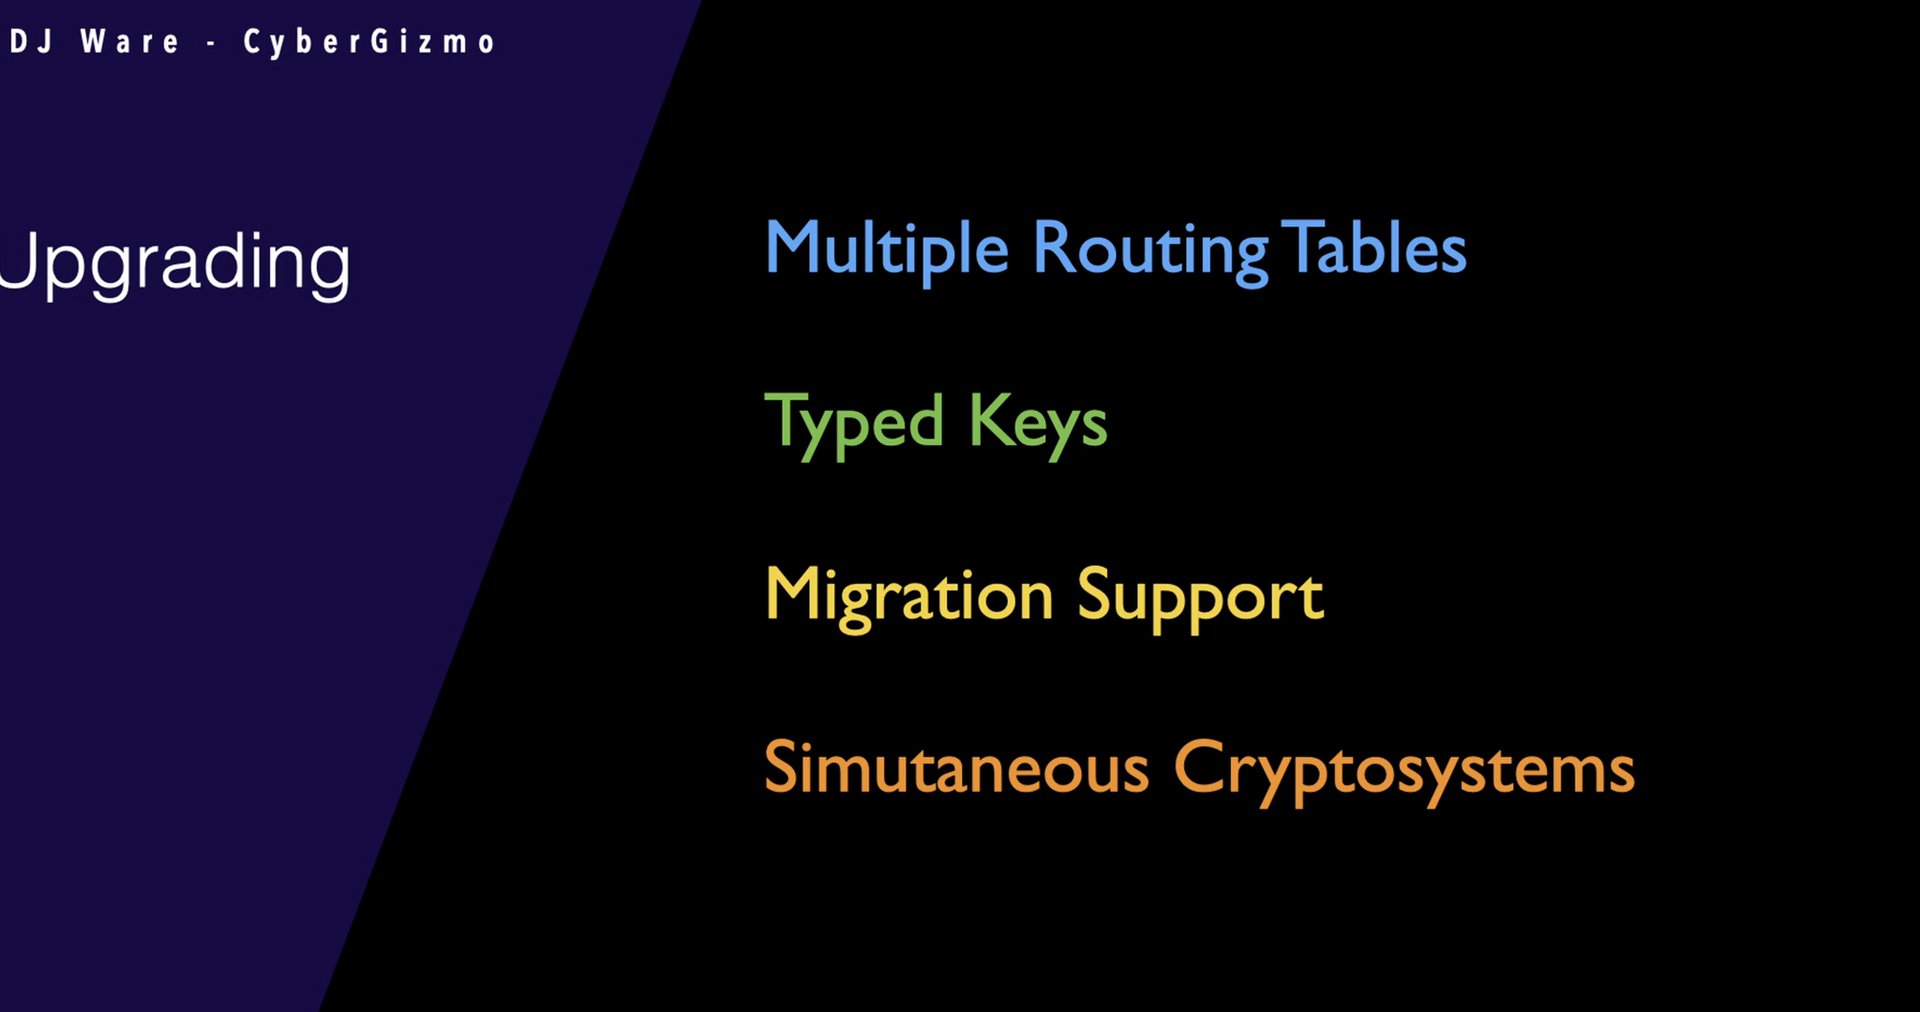 DJ Ware - CyberGizmo
Upgrading
Multiple Routing Tables
Typed Keys
Migration Support
Simutaneous Cryptosystems